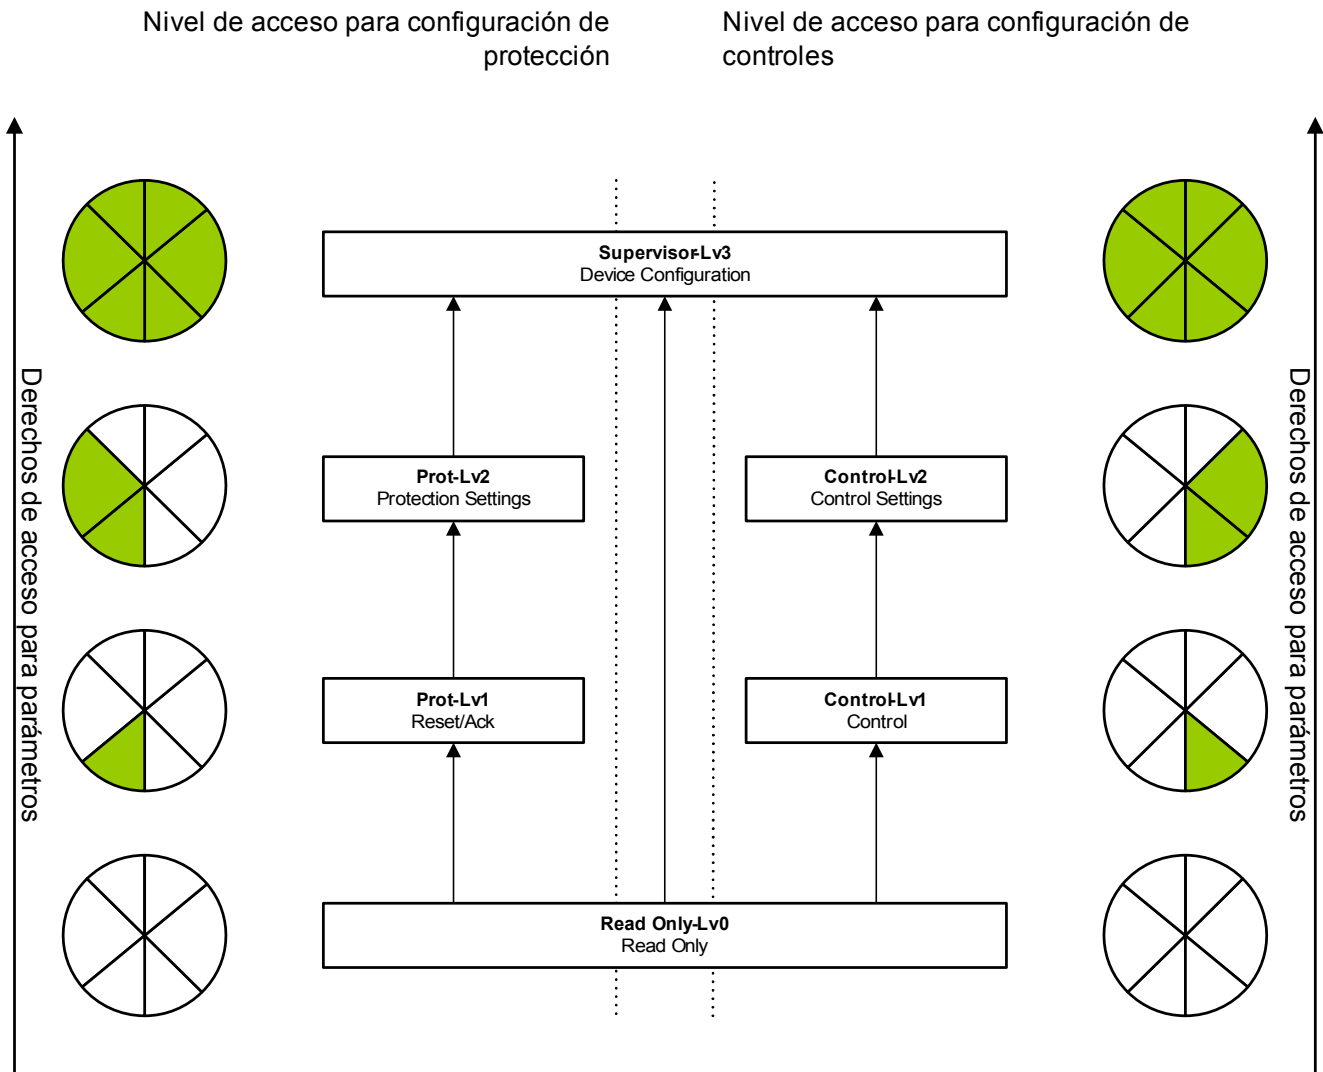 Nivel de acceso para configuración de
protección
Nivel de acceso para configuración de
controles
Supervisor-Lv3
Device Configuration
Derechos de acceso para parámetros
Derechos de acceso para parámetros
Prot-Lv2
Protection Settings
Control-Lv2
Control Settings
Prot-Lv1
Reset/Ack
Control-Lv1
Control
Read Only-Lv0
Read Only